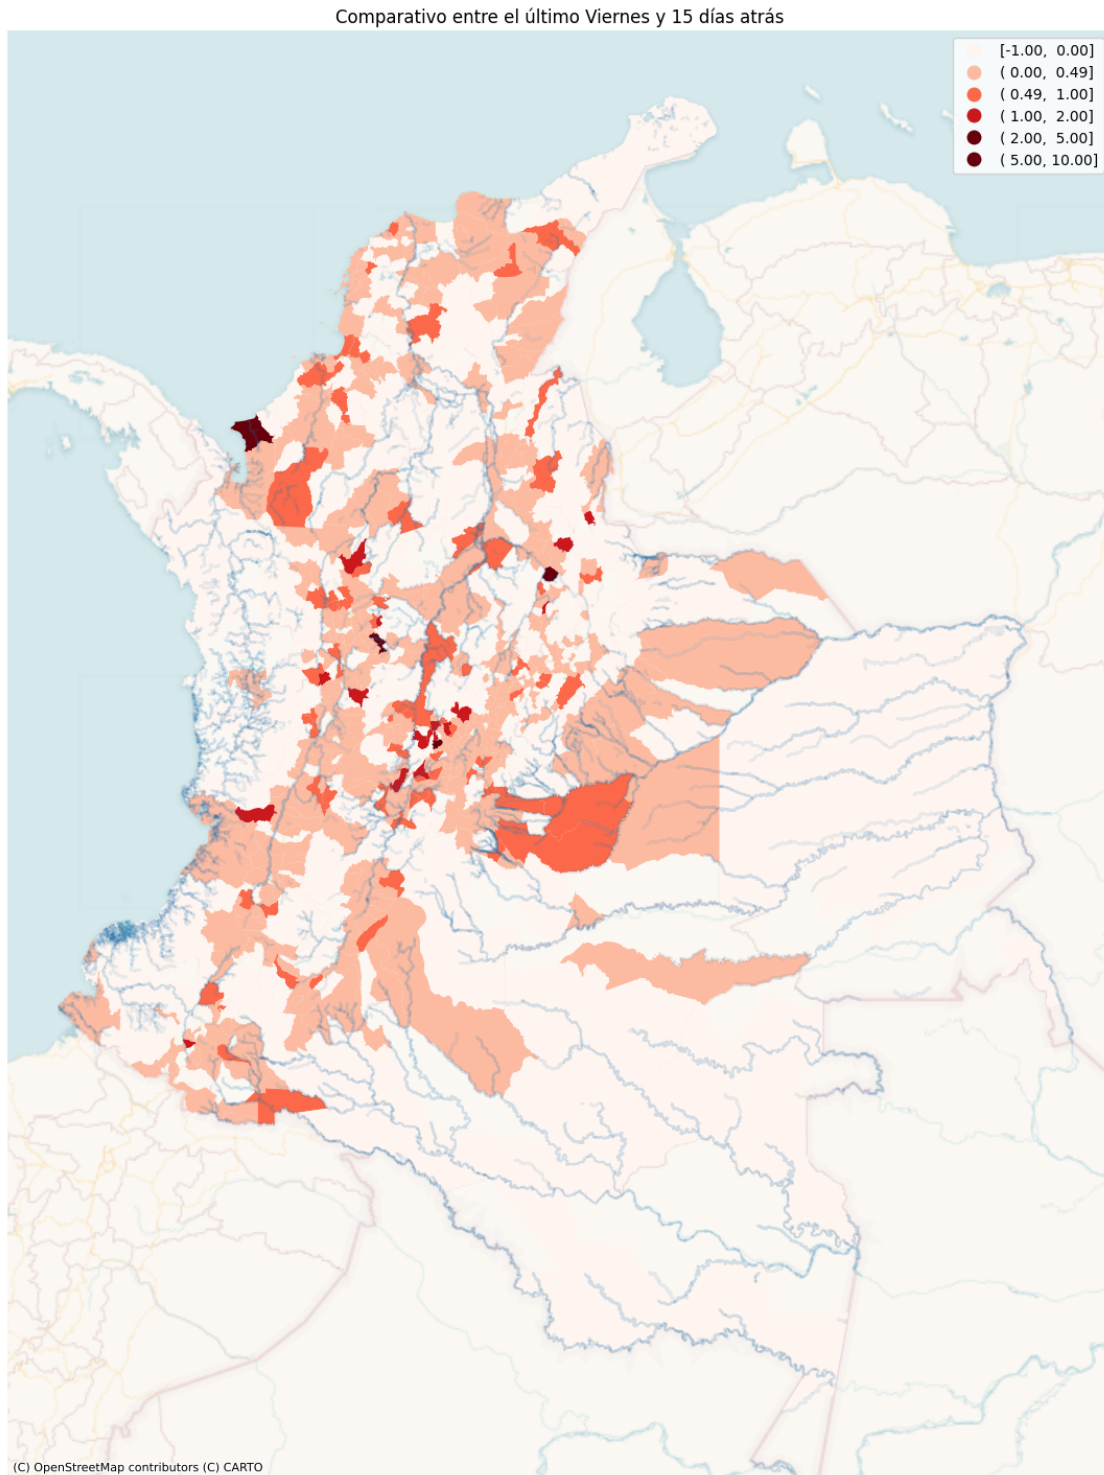 Comparativo entre el último Viernes y 15 días atrás
[-1.00,  0.00]
( 0.00,  0.49]
( 0.49,  1.00]
( 1.00,  2.00]
( 2.00,  5.00]
( 5.00, 10.00]
(C) OpenStreetMap contributors (C) CARTO